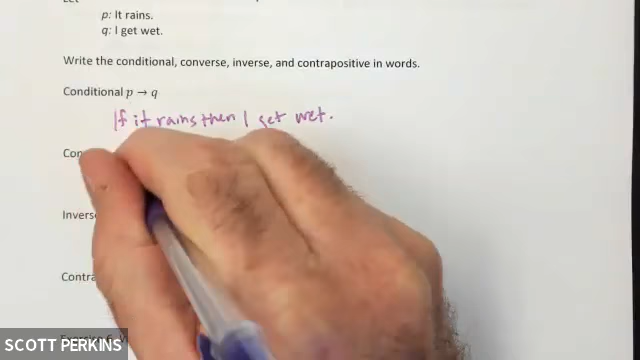 p: It rains.
q: I get wet.
Write the conditional, converse, inverse, and contrapositive in words.
Conditional p → q
If it rains then I get wet.
SCOTT PERKINS